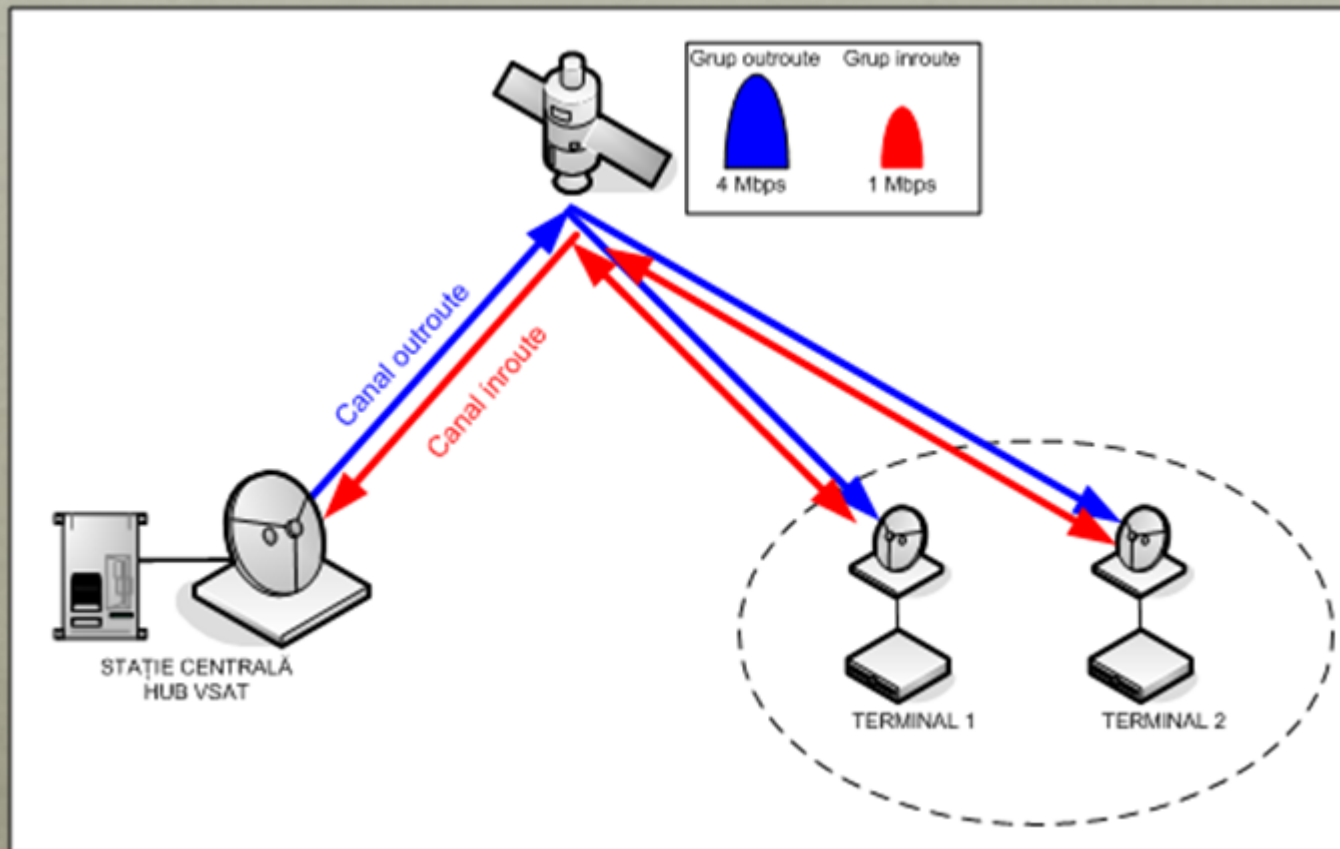 Grup outroute
Grup inroute
4 Mbps
1 Mbps
Canal outroute
Canal inroute
STAȚIE CENTRALĂ
HUB VSAT
TERMINAL 1
TERMINAL 2